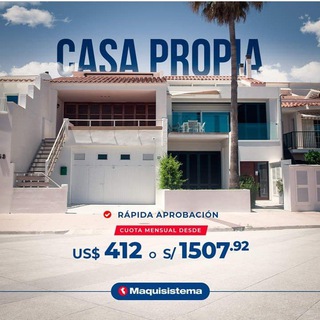 CASA PROPIA
RÁPIDA APROBACIÓN
CUOTA MENSUAL DESDE
US$ 412 o S/ 1507.92
Maquisistema